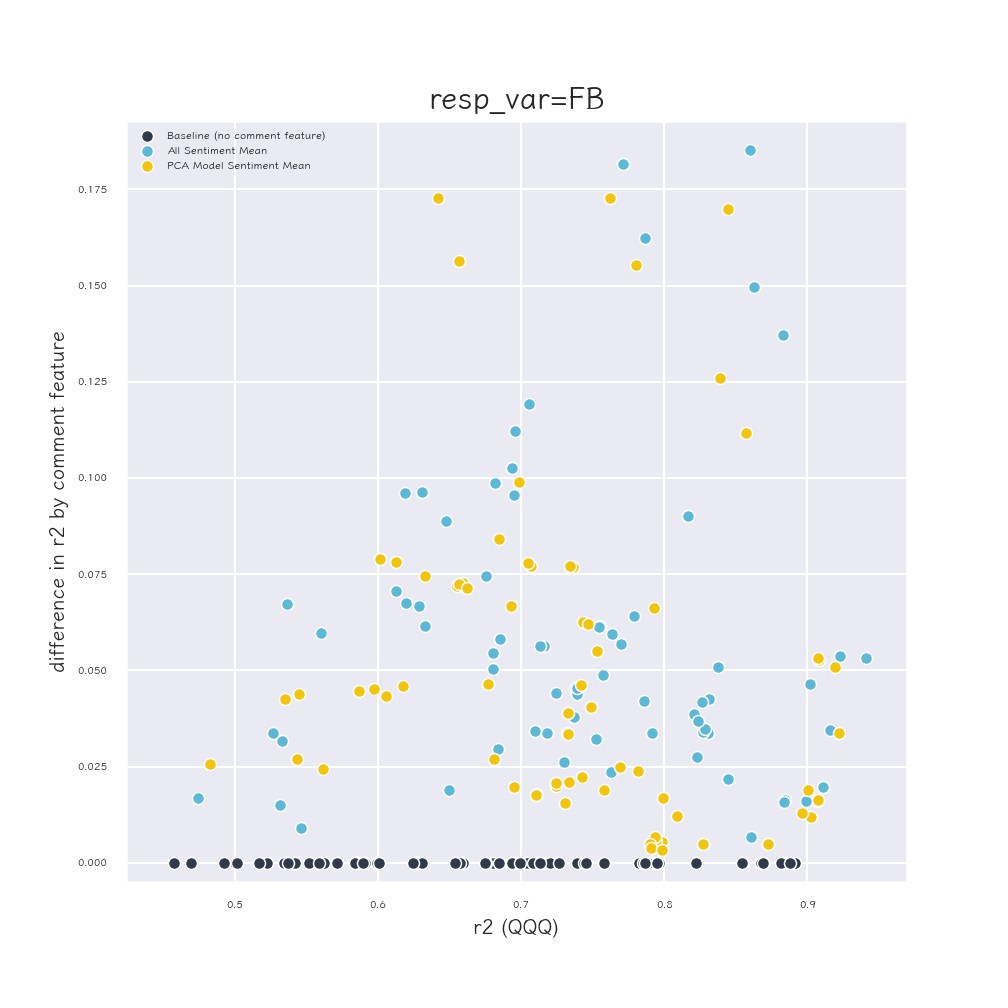 resp_var=FB
Baseline (no comment feature)
All Sentiment Mean
PCA Model Sentiment Mean
difference in r2 by comment feature
0.175
0.150
0.125
0.100
0.075
0.050
0.025
0.000
0.5 0.6 0.7 0.8 0.9
r2 (QQQ)